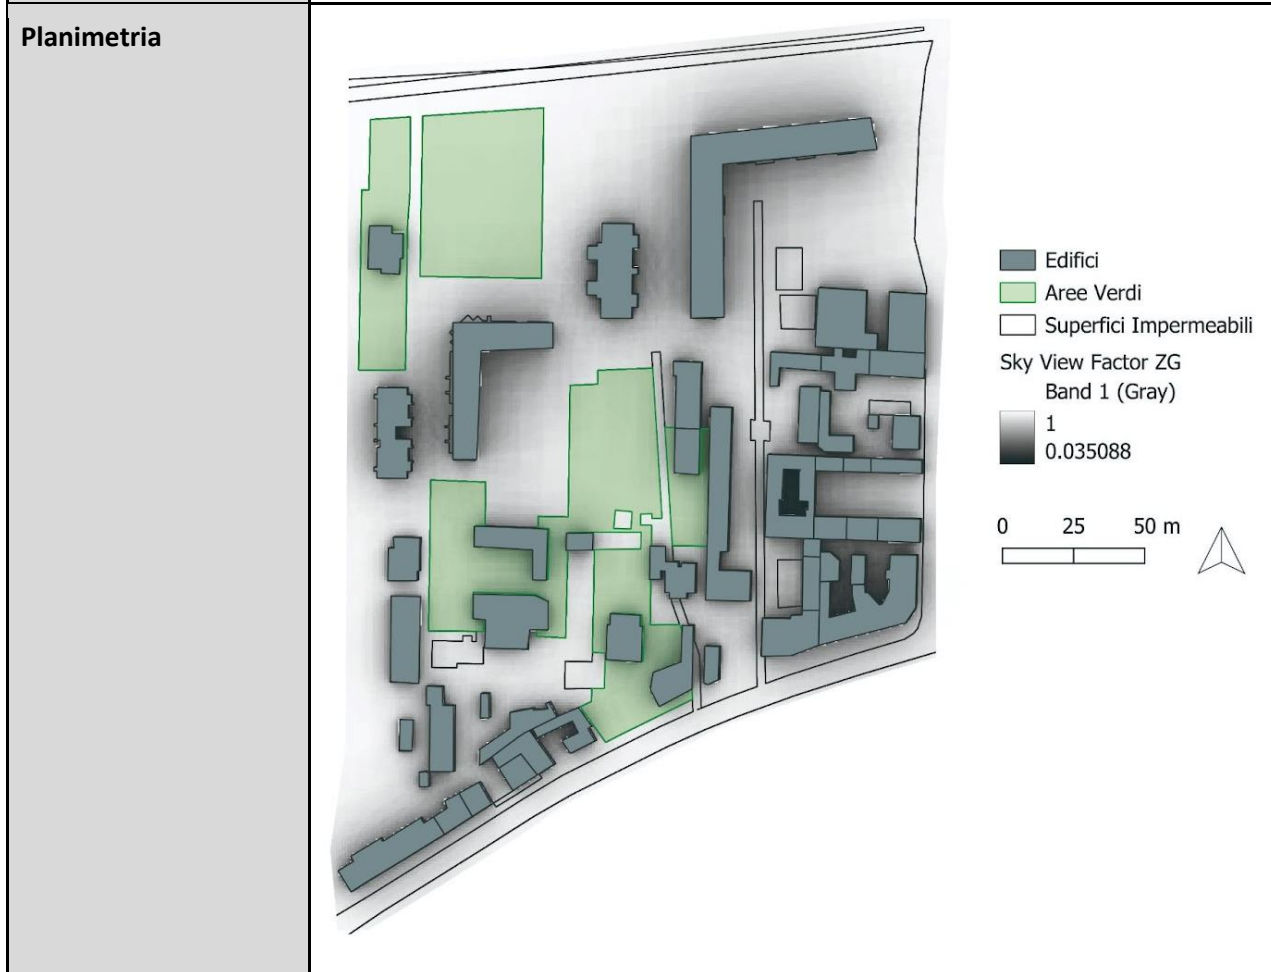 Planimetria
Edifici
Aree Verdi
Superfici Impermeabili
Sky View Factor ZG
Band 1 (Gray)
1
0.035088
0 25 50 m